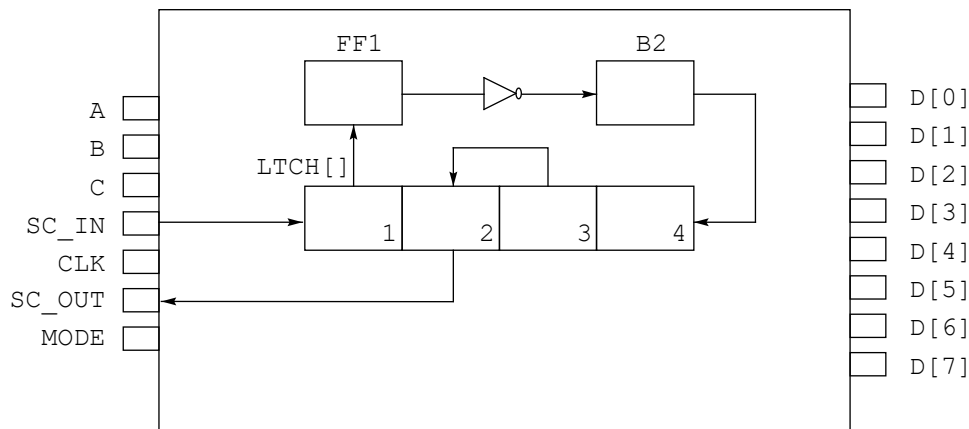 FF1
B2
A
B
C
SC_IN
CLK
SC_OUT
MODE
LTCH[]
1
2
3
4
D[0]
D[1]
D[2]
D[3]
D[4]
D[5]
D[6]
D[7]